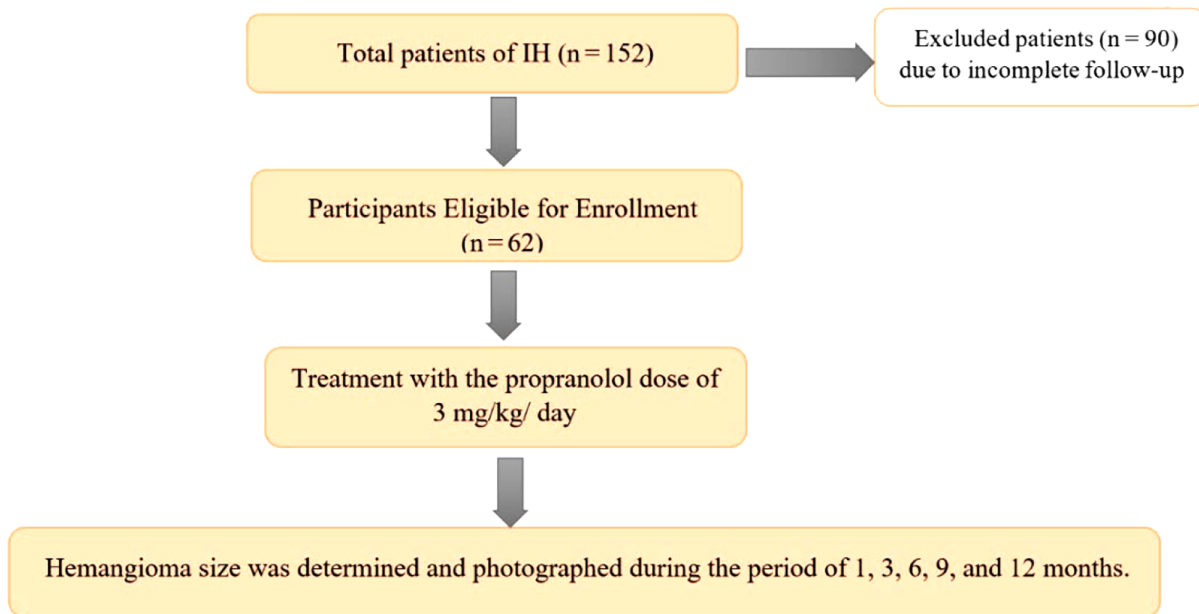 Total patients of IH (n = 152)
Excluded patients (n = 90)
due to incomplete follow-up
Participants Eligible for Enrollment
(n = 62)
Treatment with the propranolol dose of
3 mg/kg/ day
Hemangioma size was determined and photographed during the period of 1, 3, 6, 9, and 12 months.